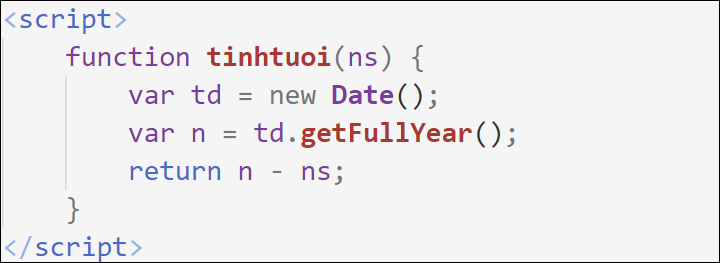 <script>
    function tinhtuoi(ns) {
        var td = new Date();
        var n = td.getFullYear();
        return n - ns;
    }
</script>